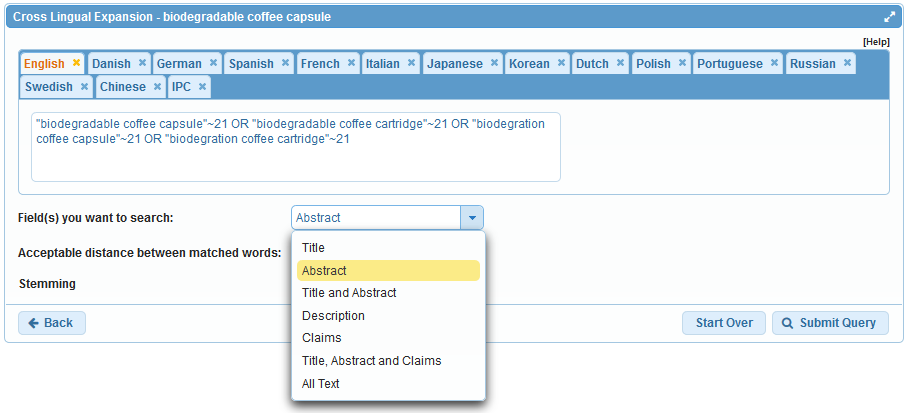 Cross Lingual Expansion - biodegradable coffee capsule
[Help]
English Danish German Spanish French Italian Japanese Korean Dutch Polish Portuguese Russian
Swedish Chinese IPC
"biodegradable coffee capsule"~21 OR "biodegradable coffee cartridge"~21 OR "biodegration
coffee capsule"~21 OR "biodegration coffee cartridge"~21
Field(s) you want to search: Abstract
Title
Acceptable distance between matched words:
Abstract
Stemming
Title and Abstract
Description
Claims
Title, Abstract and Claims
All Text
Back Start Over Submit Query